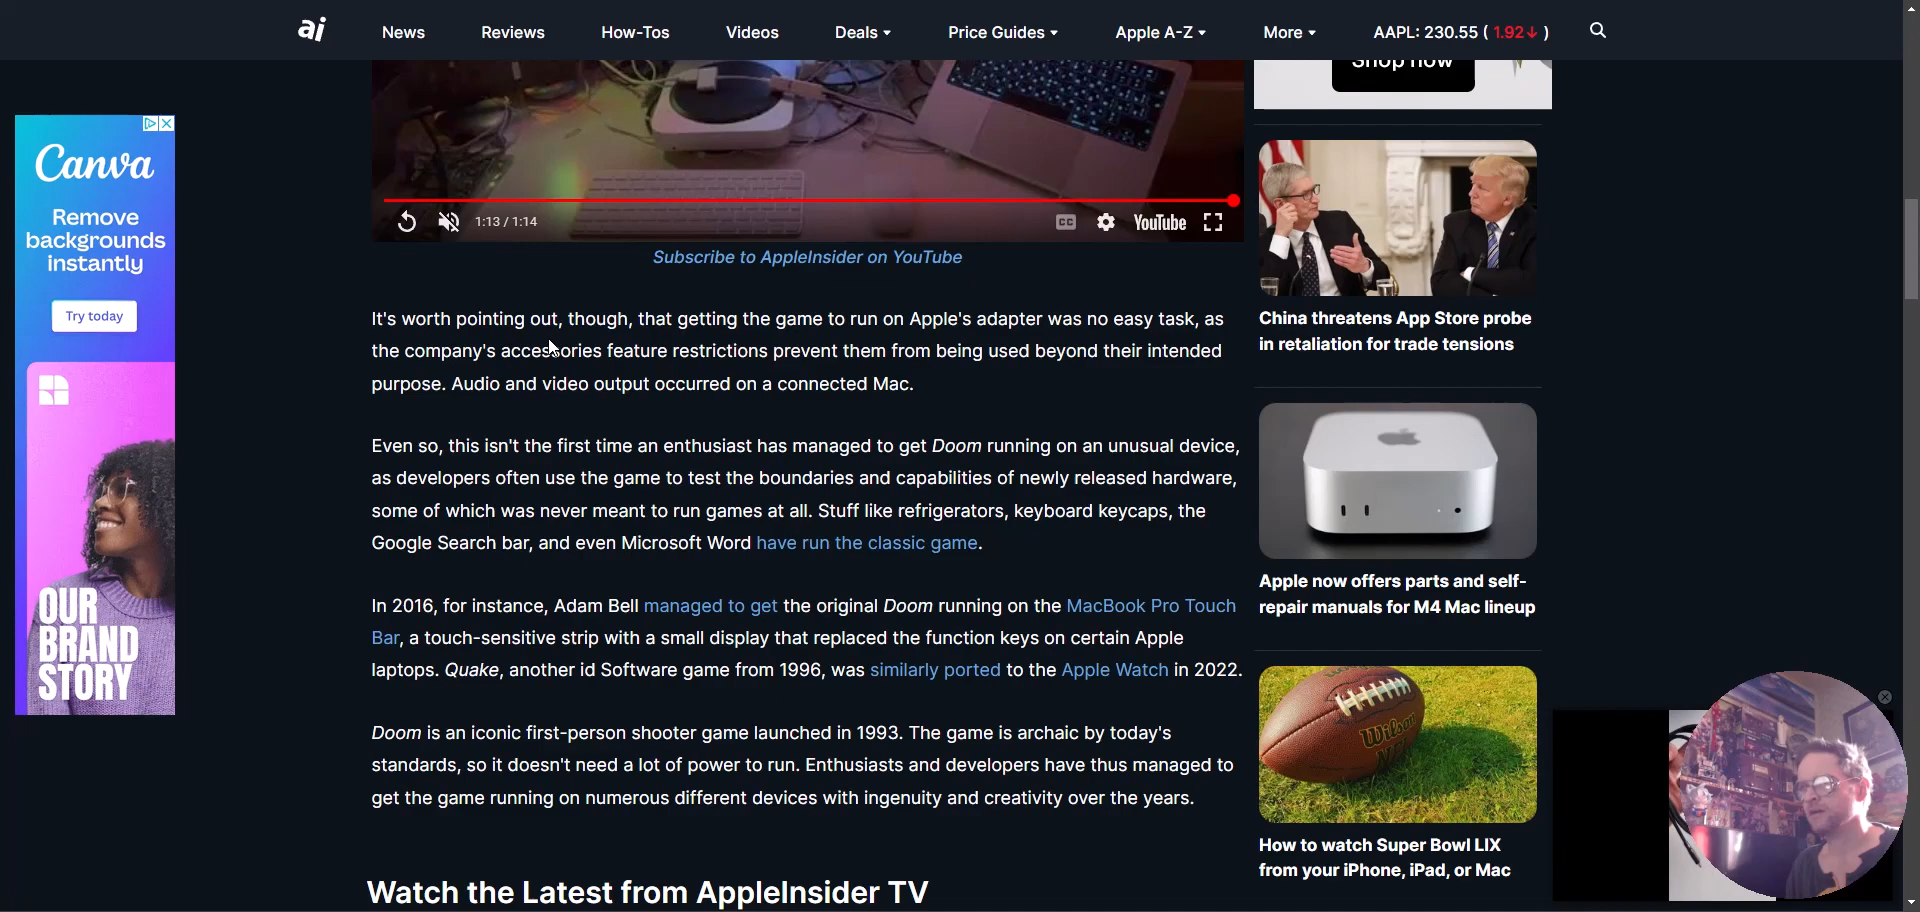 ai
News
Reviews
How-Tos
Videos
Deals
Price Guides
Apple A-Z
More
AAPL: 230.55 ( 1.92↓ )
Shop now
Canva
Remove
backgrounds
instantly
Try today
OUR
BRAND
STORY
1:13 / 1:14
CC
YouTube
Subscribe to AppleInsider on YouTube
It's worth pointing out, though, that getting the game to run on Apple's adapter was no easy task, as
the company's accessories feature restrictions prevent them from being used beyond their intended
purpose. Audio and video output occurred on a connected Mac.
Even so, this isn't the first time an enthusiast has managed to get Doom running on an unusual device,
as developers often use the game to test the boundaries and capabilities of newly released hardware,
some of which was never meant to run games at all. Stuff like refrigerators, keyboard keycaps, the
Google Search bar, and even Microsoft Word have run the classic game.
In 2016, for instance, Adam Bell managed to get the original Doom running on the MacBook Pro Touch
Bar, a touch-sensitive strip with a small display that replaced the function keys on certain Apple
laptops. Quake, another id Software game from 1996, was similarly ported to the Apple Watch in 2022.
Doom is an iconic first-person shooter game launched in 1993. The game is archaic by today's
standards, so it doesn't need a lot of power to run. Enthusiasts and developers have thus managed to
get the game running on numerous different devices with ingenuity and creativity over the years.
Watch the Latest from AppleInsider TV
China threatens App Store probe
in retaliation for trade tensions
Apple now offers parts and self-
repair manuals for M4 Mac lineup
Wilson
How to watch Super Bowl LIX
from your iPhone, iPad, or Mac